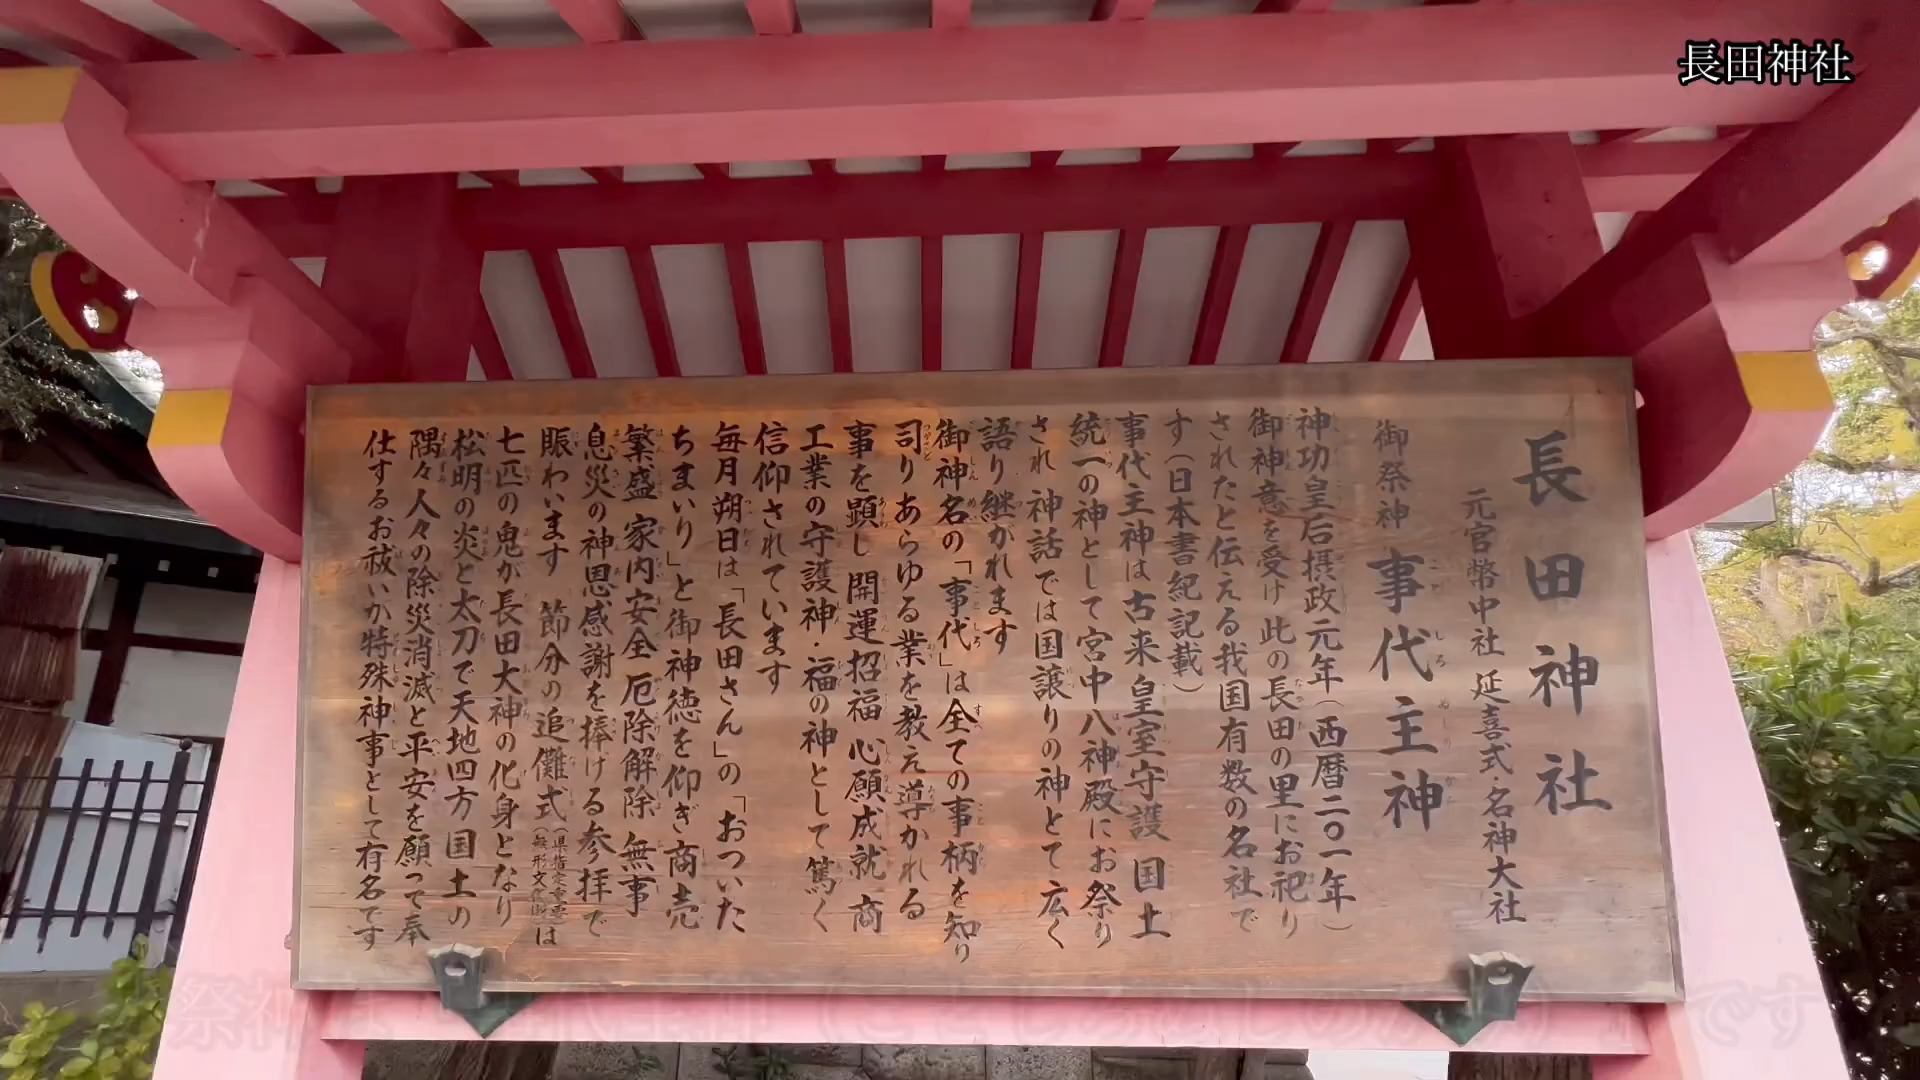 長田神社
長田神社
元官幣中社 延喜式・名神大社
御祭神 事代主神
神功皇后摂政元年(西暦二〇一年)
御神意を受け此の長田の里にお祀り
されたと伝える我国有数の名社で
す(日本書紀記載)
事代主神は古来皇室守護 国土
統一の神として宮中八神殿にお祭り
され 神話では国譲りの神とて広く
語り継がれます
御神名の「事代」は全ての事柄を知り
司りあらゆる業を教え導かれる
事を顕し開運招福 心願成就 商
工業の守護神・福の神として篤く
信仰されています
毎月朔日は「長田さん」の「おついた
ちまいり」と御神徳を仰ぎ商売
繁盛 家内安全 厄除解除 無事
息災の神恩感謝を捧げる参拝で
賑わいます 節分の追儺式(県指定重要無形文化財)は
七匹の鬼が長田大神の化身となり
松明の炎と太刀で天地四方 国土の
隅々人々の除災消滅と平安を願って奉
仕するお祓いか特殊神事として有名です